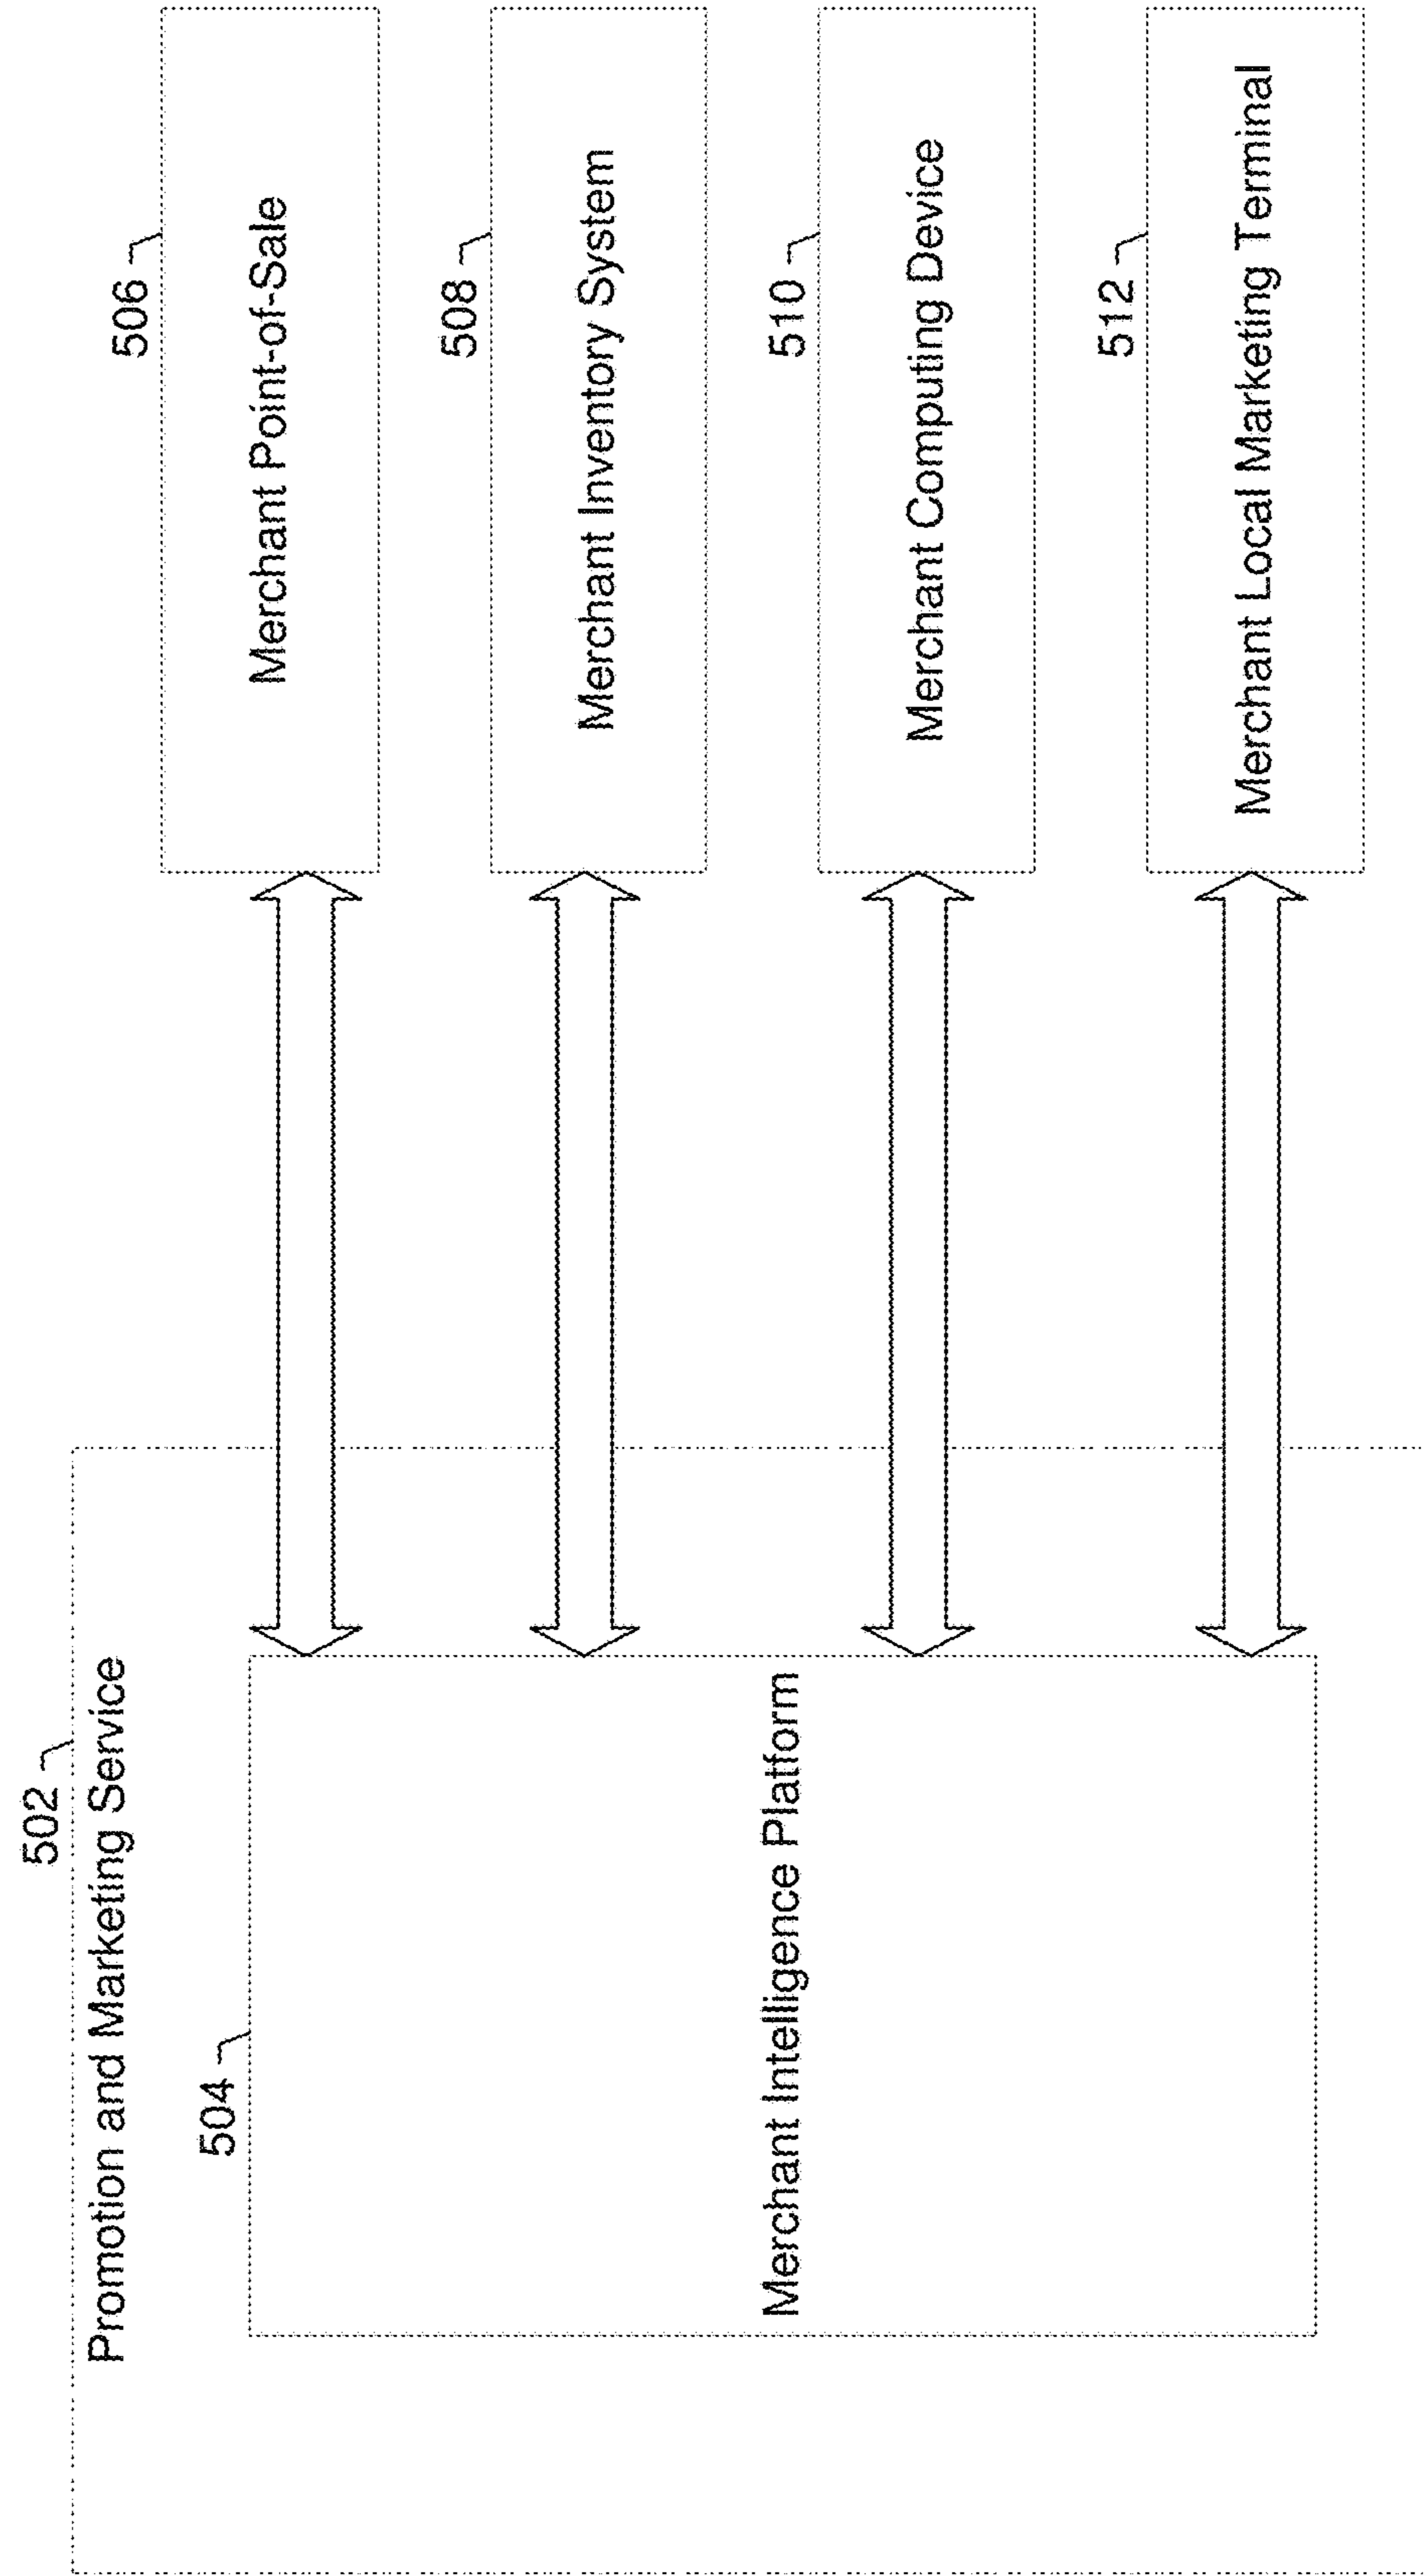 502
Promotion and Marketing Service
504
Merchant Intelligence Platform
506
Merchant Point-of-Sale
508
Merchant Inventory System
510
Merchant Computing Device
512
Merchant Local Marketing Terminal